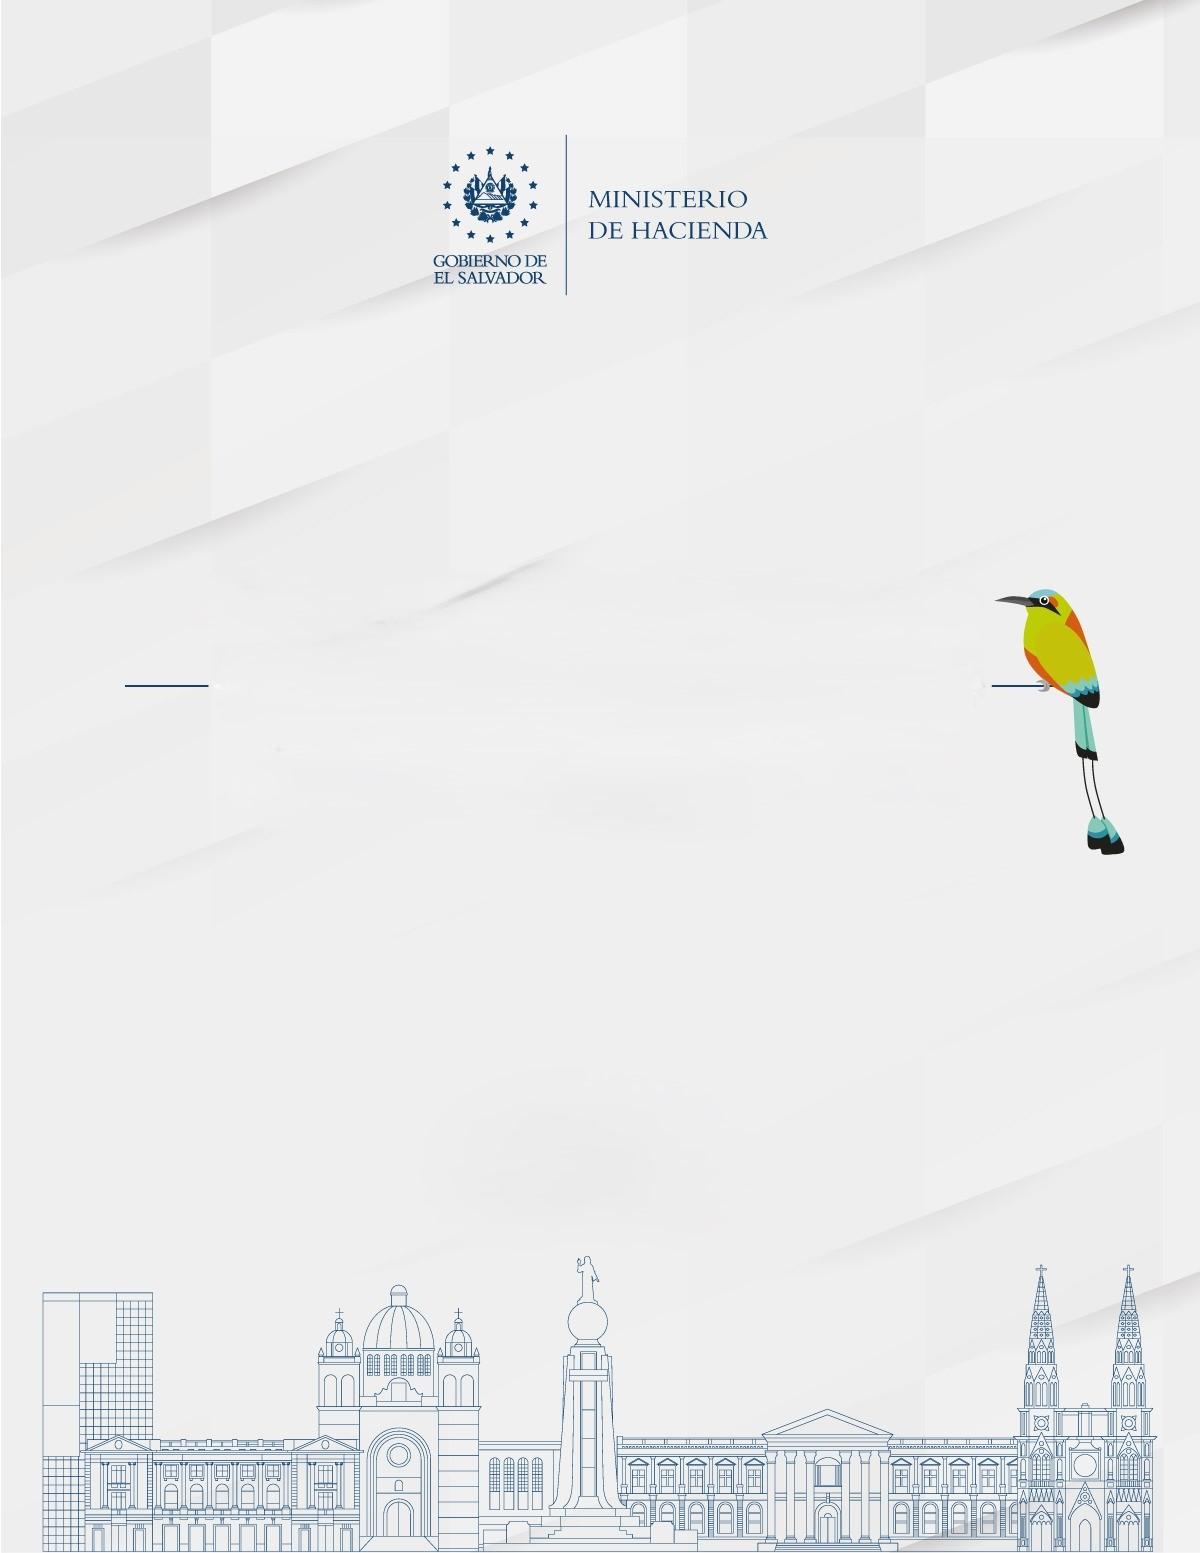 MINISTERIO
DE HACIENDA
GOBIERNO DE
EL SALVADOR